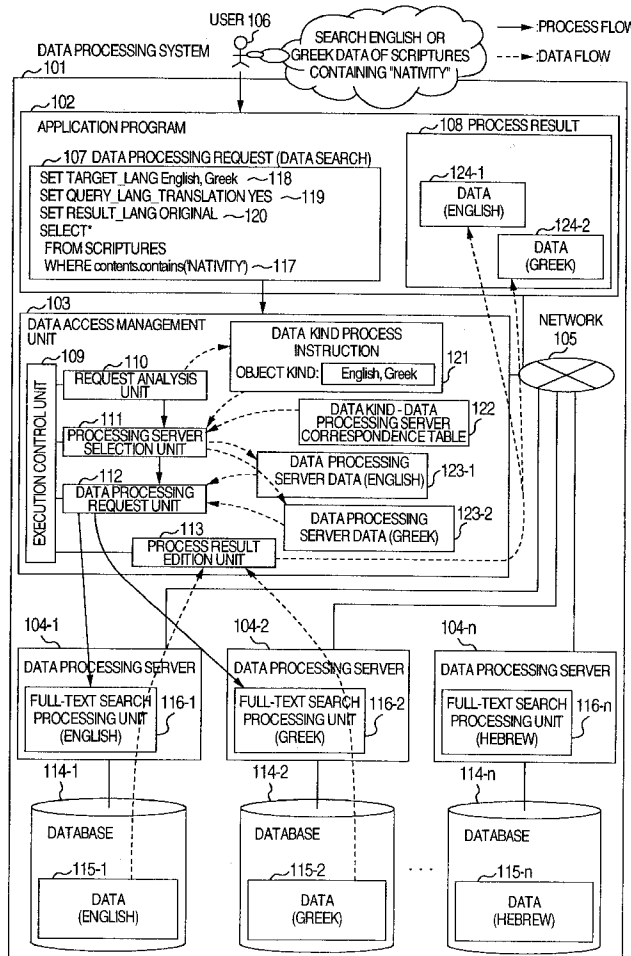 USER 106
SEARCH ENGLISH OR
GREEK DATA OF SCRIPTURES
CONTAINING "NATIVITY"
:PROCESS FLOW
:DATA FLOW
DATA PROCESSING SYSTEM
101
102
APPLICATION PROGRAM
107 DATA PROCESSING REQUEST (DATA SEARCH)
SET TARGET_LANG English, Greek ~118
SET QUERY_LANG_TRANSLATION YES ~119
SET RESULT_LANG ORIGINAL ~120
SELECT*
FROM SCRIPTURES
WHERE contents.contains('NATIVITY') ~117
108 PROCESS RESULT
124-1
DATA
(ENGLISH)
124-2
DATA
(GREEK)
103
DATA ACCESS MANAGEMENT
UNIT
109
EXECUTION CONTROL UNIT
110
REQUEST ANALYSIS
UNIT
111
PROCESSING SERVER
SELECTION UNIT
112
DATA PROCESSING
REQUEST UNIT
113
PROCESS RESULT
EDITION UNIT
DATA KIND PROCESS
INSTRUCTION
OBJECT KIND: English, Greek
121
DATA KIND - DATA
PROCESSING SERVER
CORRESPONDENCE TABLE
122
DATA PROCESSING
SERVER DATA (ENGLISH)
123-1
DATA PROCESSING
SERVER DATA (GREEK)
123-2
NETWORK
105
104-1
DATA PROCESSING SERVER
FULL-TEXT SEARCH
PROCESSING UNIT
(ENGLISH)
116-1
104-2
DATA PROCESSING SERVER
FULL-TEXT SEARCH
PROCESSING UNIT
(GREEK)
116-2
104-n
DATA PROCESSING SERVER
FULL-TEXT SEARCH
PROCESSING UNIT
(HEBREW)
116-n
114-1
DATABASE
115-1
DATA
(ENGLISH)
114-2
DATABASE
115-2
DATA
(GREEK)
. . .
114-n
DATABASE
115-n
DATA
(HEBREW)